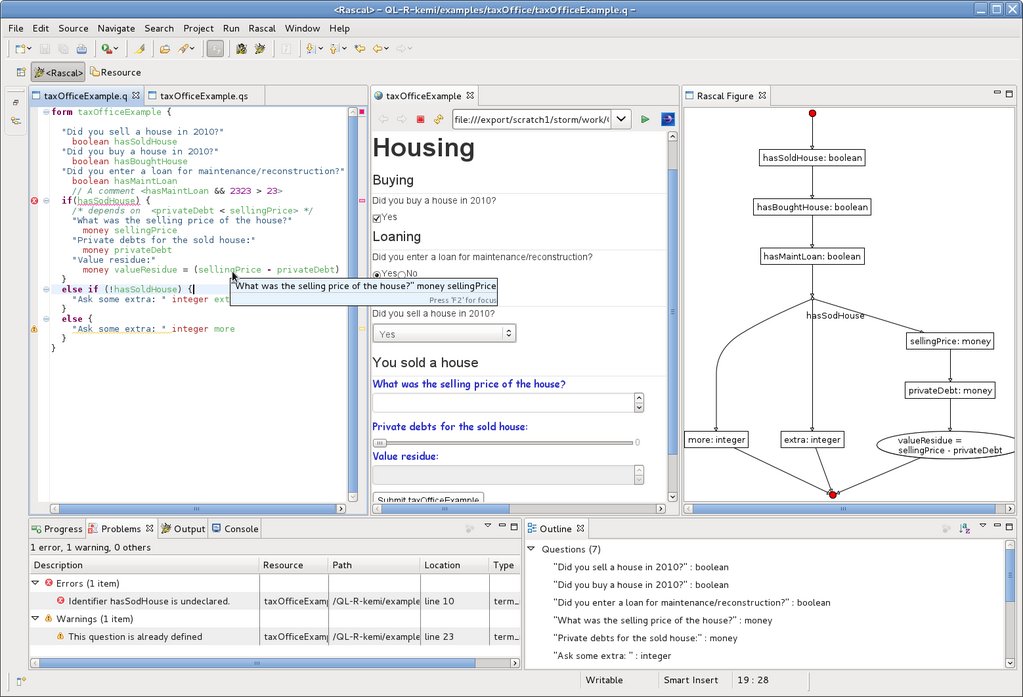 <Rascal> - QL-R-kemi/examples/taxOffice/taxOfficeExample.q -
File Edit Source Navigate Search Project Run Rascal Window Help
<Rascal> Resource
taxOfficeExample.q taxOfficeExample.qs
form taxOfficeExample {
"Did you sell a house in 2010?"
boolean hasSoldHouse
"Did you buy a house in 2010?"
boolean hasBoughtHouse
"Did you enter a loan for maintenance/reconstruction?"
boolean hasMaintLoan
// A comment <hasMaintLoan && 2323 > 23>
if(hasSodHouse) {
/* depends on <privateDebt < sellingPrice> */
"What was the selling price of the house?"
money sellingPrice
"Private debts for the sold house:"
money privateDebt
"Value residue:"
money valueResidue = (sellingPrice - privateDebt)
}
else if (!hasSoldHouse) {
"Ask some extra: " integer ext
}
else {
"Ask some extra: " integer more
}
}
"What was the selling price of the house?" money sellingPrice
Press 'F2' for focus
taxOfficeExample
file:///export/scratch1/storm/work/
Housing
Buying
Did you buy a house in 2010?
Yes
Loaning
Did you enter a loan for maintenance/reconstruction?
Yes No
Did you sell a house in 2010?
Yes
You sold a house
What was the selling price of the house?
Private debts for the sold house:
0
Value residue:
Submit taxOfficeExample
Rascal Figure
hasSoldHouse: boolean
hasBoughtHouse: boolean
hasMaintLoan: boolean
hasSodHouse
sellingPrice: money
privateDebt: money
more: integer
extra: integer
valueResidue =
sellingPrice - privateDebt
Progress Problems Output Console
1 error, 1 warning, 0 others
Description Resource Path Location Type
Errors (1 item)
Identifier hasSodHouse is undeclared. taxOfficeExam /QL-R-kemi/example line 10 term_
Warnings (1 item)
This question is already defined taxOfficeExam /QL-R-kemi/example line 23 term_
Outline
Questions (7)
"Did you sell a house in 2010?" : boolean
"Did you buy a house in 2010?" : boolean
"Did you enter a loan for maintenance/reconstruction?" : boolean
"What was the selling price of the house?" : money
"Private debts for the sold house:" : money
"Ask some extra: " : integer
Writable Smart Insert 19 : 28